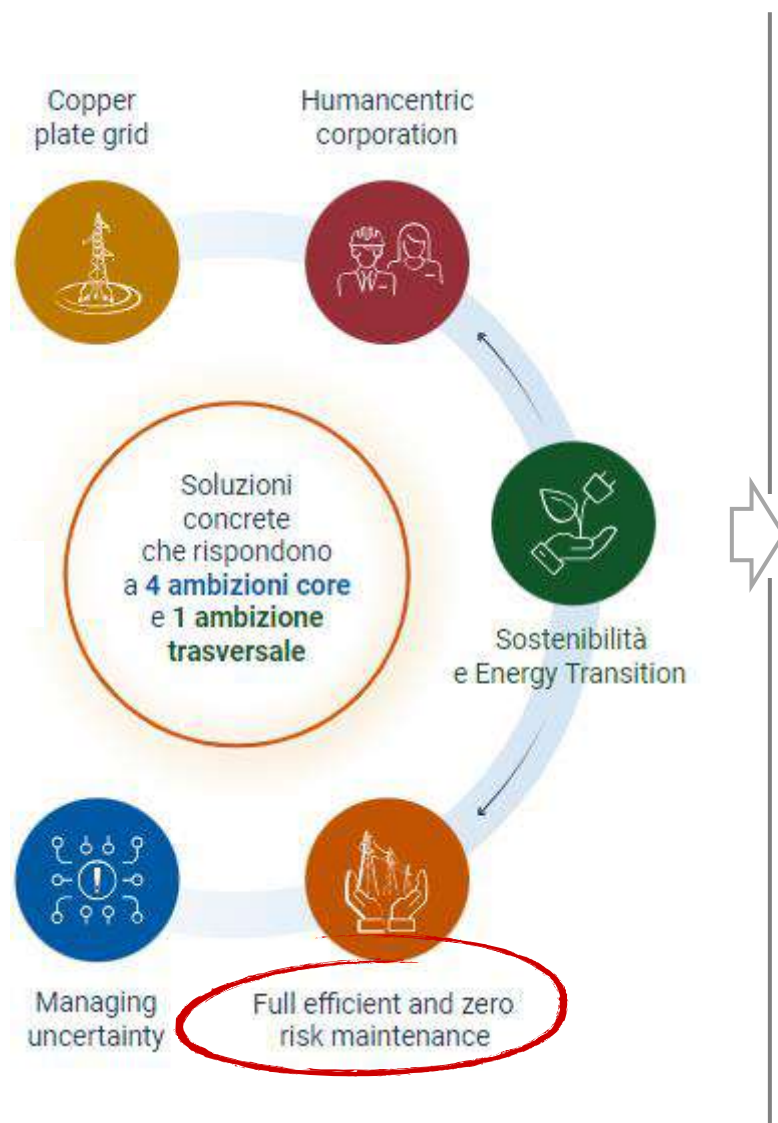 Copper
plate grid
Humancentric
corporation
Soluzioni
concrete
che rispondono
a 4 ambizioni core
e 1 ambizione
trasversale
Sostenibilità
e Energy Transition
Managing
uncertainty
Full efficient and zero
risk maintenance